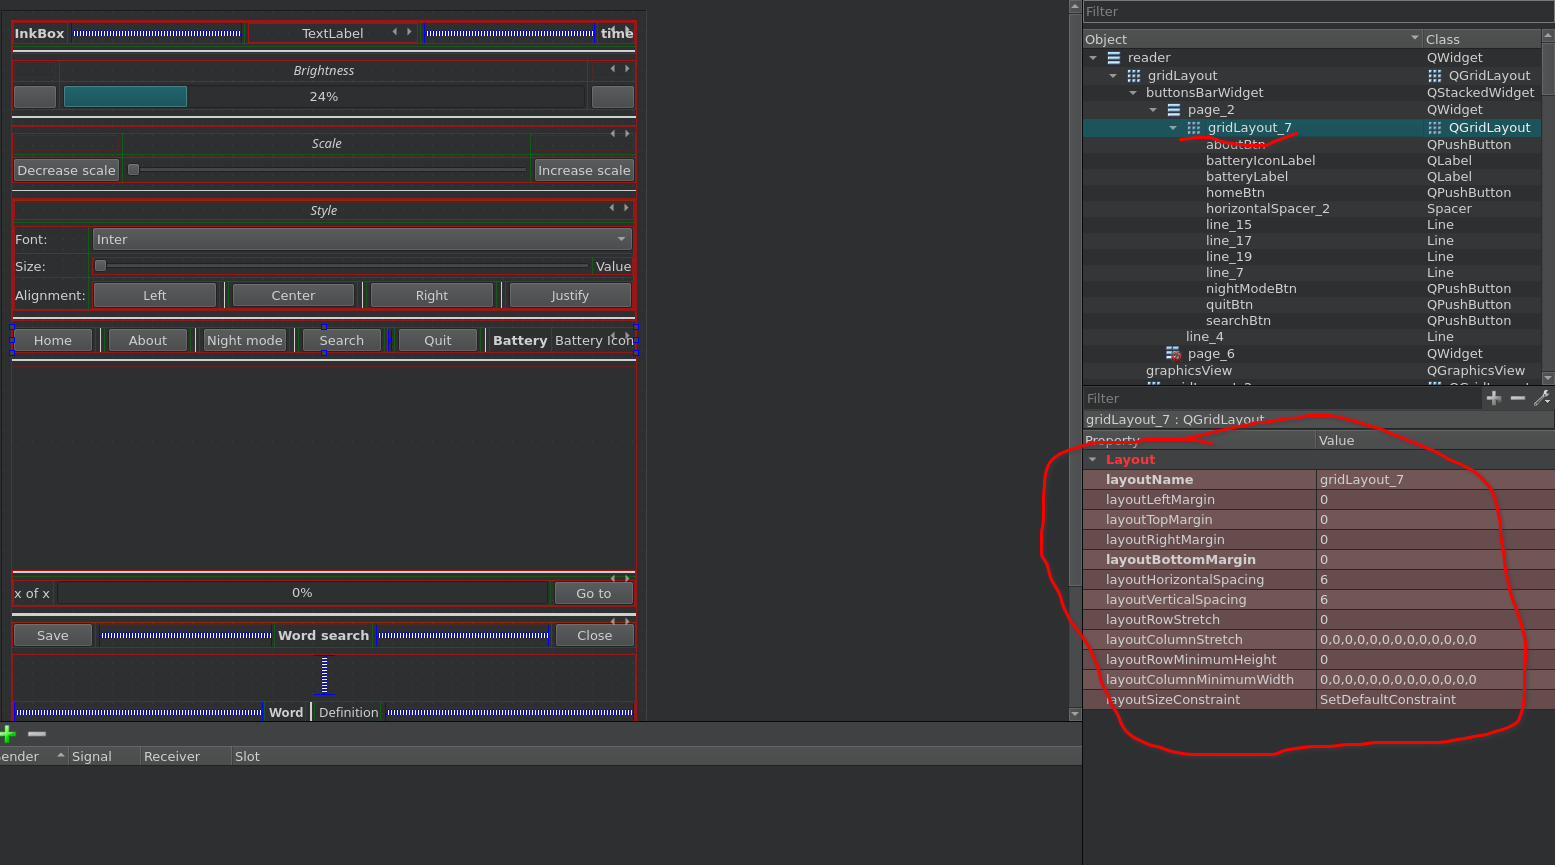 InkBox TextLabel time
Brightness
24%
Scale
Decrease scale Increase scale
Style
Font: Inter
Size: Value
Alignment: Left Center Right Justify
Home About Night mode Search Quit Battery Battery Icon
x of x 0% Go to
Save Word search Close
Word Definition
ender Signal Receiver Slot
Filter
Object Class
reader QWidget
gridLayout QGridLayout
buttonsBarWidget QStackedWidget
page_2 QWidget
gridLayout_7 QGridLayout
aboutBtn QPushButton
batteryIconLabel QLabel
batteryLabel QLabel
homeBtn QPushButton
horizontalSpacer_2 Spacer
line_15 Line
line_17 Line
line_19 Line
line_7 Line
nightModeBtn QPushButton
quitBtn QPushButton
searchBtn QPushButton
line_4 Line
page_6 QWidget
graphicsView QGraphicsView
Filter
gridLayout_7 : QGridLayout
Property Value
Layout
layoutName gridLayout_7
layoutLeftMargin 0
layoutTopMargin 0
layoutRightMargin 0
layoutBottomMargin 0
layoutHorizontalSpacing 6
layoutVerticalSpacing 6
layoutRowStretch 0
layoutColumnStretch 0,0,0,0,0,0,0,0,0,0,0,0,0
layoutRowMinimumHeight 0
layoutColumnMinimumWidth 0,0,0,0,0,0,0,0,0,0,0,0,0
layoutSizeConstraint SetDefaultConstraint